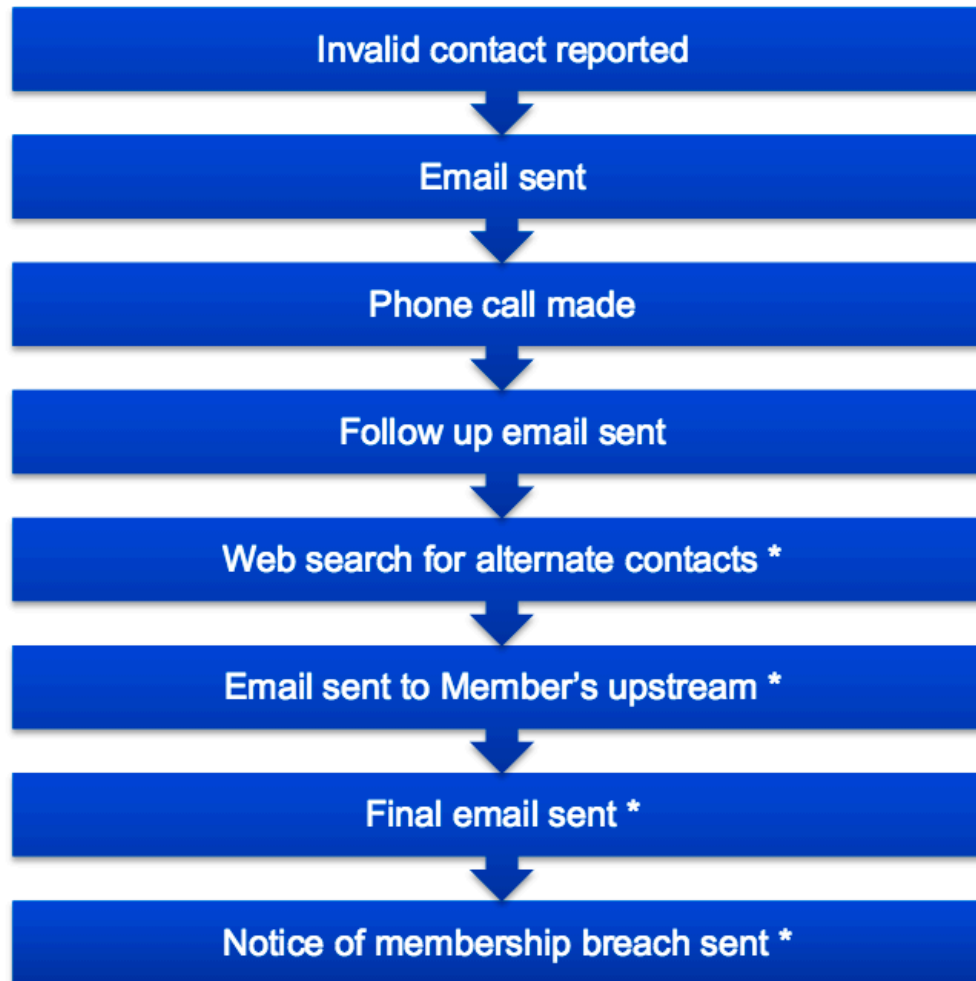 Invalid contact reported
Email sent
Phone call made
Follow up email sent
Web search for alternate contacts *
Email sent to Member’s upstream *
Final email sent *
Notice of membership breach sent *